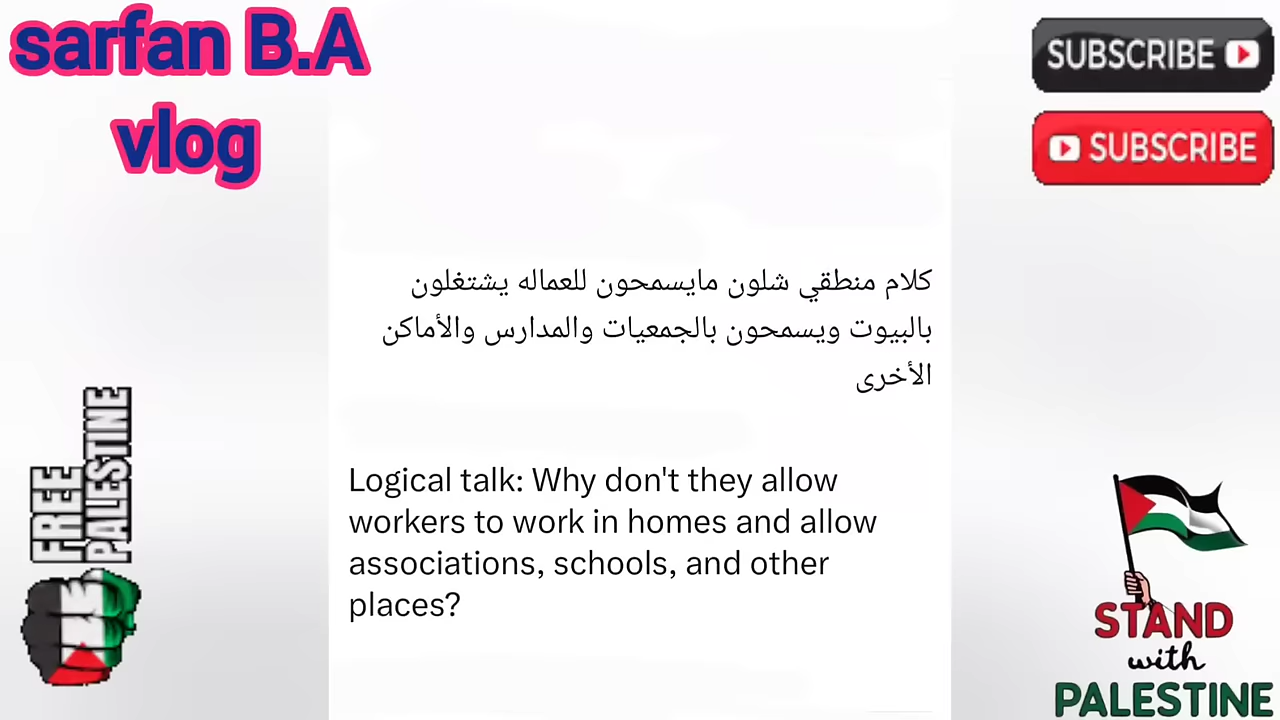 sarfan B.A
vlog
SUBSCRIBE
SUBSCRIBE
كلام منطقي شلون مايسمحون للعماله يشتغلون
بالبيوت ويسمحون بالجمعيات والمدارس والأماكن
الأخرى
Logical talk: Why don't they allow
workers to work in homes and allow
associations, schools, and other
places?
FREE
PALESTINE
STAND
with
PALESTINE